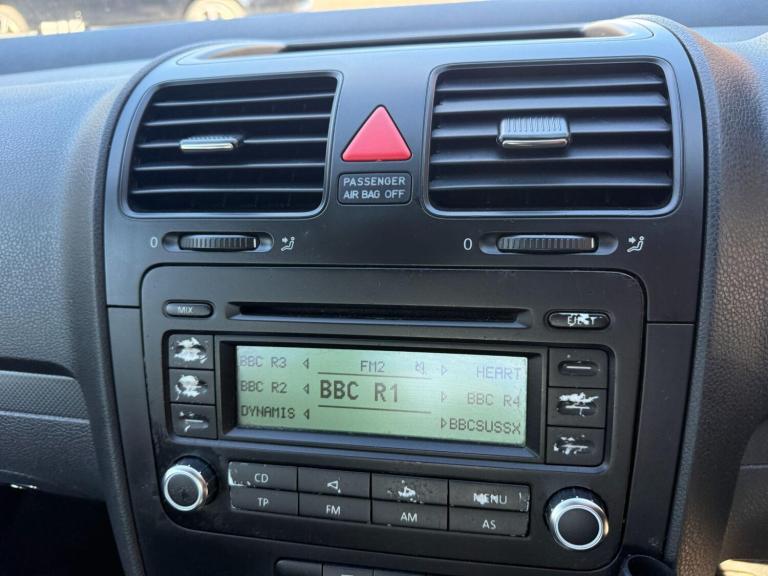 PASSENGER
AIR BAG OFF
0
0
MIX
EJECT
BBC R3 FM2 HEART
BBC R2 BBC R1 BBC R4
DYNAMIS BBCSUSSX
CD MENU
TP FM AM AS